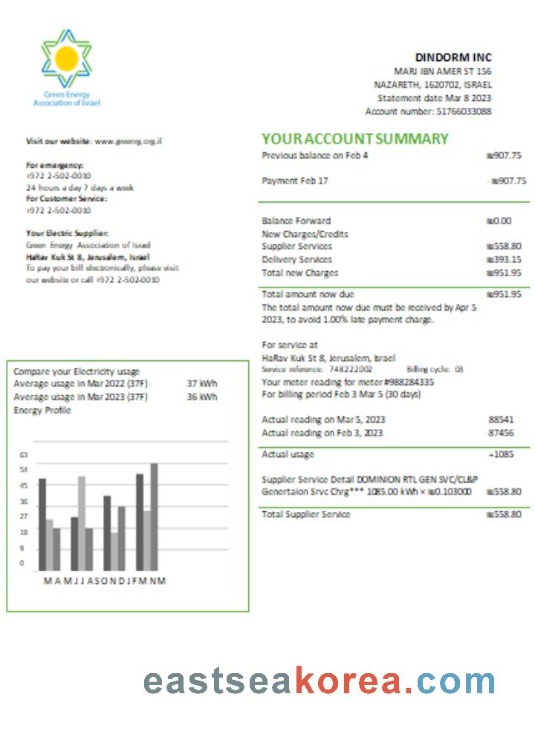 Green Energy
Association of Israel
DINDORM INC
MARJ IBN AMER ST 156
NAZARETH, 1620702, ISRAEL
Statement date Mar 8 2023
Account number: 51766033088
Visit our website: www.greenrg.org.il
For emergency:
+972 2-502-0010
24 hours a day 7 days a week
For Customer Service:
+972 2-502-0010
Your Electric Supplier:
Green Energy Association of Israel
HaRav Kuk St 8, Jerusalem, Israel
To pay your bill electronically, please visit
our website or call +972 2-502-0010
YOUR ACCOUNT SUMMARY
Previous balance on Feb 4 ₪907.75
Payment Feb 17 -₪907.75
Balance Forward ₪0.00
New Charges/Credits
Supplier Services ₪558.80
Delivery Services ₪393.15
Total new Charges ₪951.95
Total amount now due ₪951.95
The total amount now due must be received by Apr 5
2023, to avoid 1.00% late payment charge.
For service at
HaRav Kuk St 8, Jerusalem, Israel
Service reference: 748222002 Billing cycle: 03
Your meter reading for meter #988284335
For billing period Feb 3-Mar 5 (30 days)
Actual reading on Mar 5, 2023 88541
Actual reading on Feb 3, 2023 87456
Actual usage =1085
Supplier Service Detail DOMINION RTL GEN SVC/CL&P
Genertaion Srvc Chrg*** 1085.00 kWh × ₪0.103000 ₪558.80
Total Supplier Service ₪558.80
Compare your Electricity usage
Average usage in Mar 2022 (37F) 37 kWh
Average usage in Mar 2023 (37F) 36 kWh
Energy Profile
63
54
45
36
27
18
9
0
M A M J J A S O N D J F M N M
eastseakorea.com